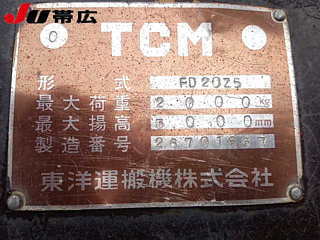 JU帯広
TCM
形式 FD20Z5
最大荷重 2000kg
最大揚高 3000mm
製造番号
東洋運搬機株式会社